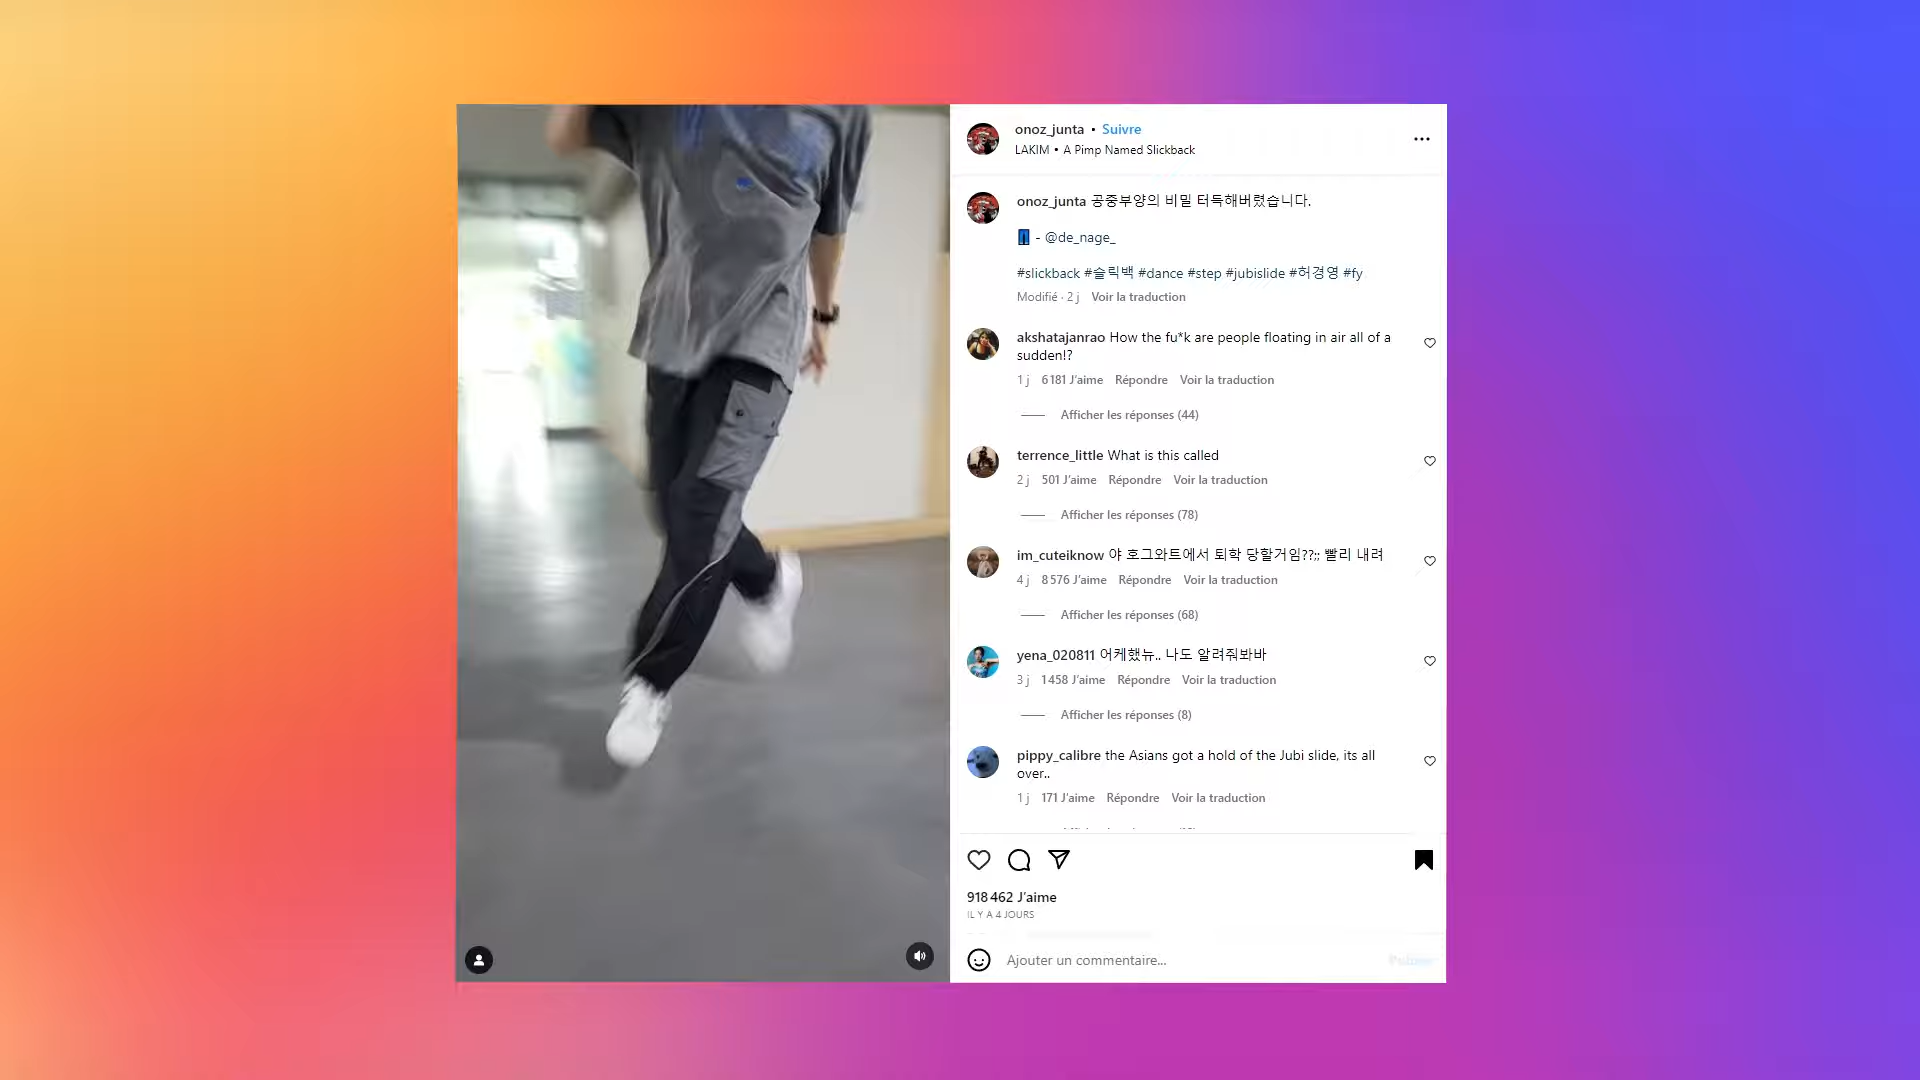 onoz_junta • Suivre
LAKIM • A Pimp Named Slickback
onoz_junta 공중부양의 비밀 터득해버렸습니다.
👖 - @de_nage_
#slickback #슬릭백 #dance #step #jubislide #허경영 #fy
Modifié · 2 j Voir la traduction
akshatajanrao How the fu*k are people floating in air all of a
sudden!?
1 j 6 181 J’aime Répondre Voir la traduction
Afficher les réponses (44)
terrence_little What is this called
2 j 501 J’aime Répondre Voir la traduction
Afficher les réponses (78)
im_cuteiknow 야 호그와트에서 퇴학 당할거임??;; 빨리 내려
4 j 8 576 J’aime Répondre Voir la traduction
Afficher les réponses (68)
yena_020811 어케했뉴.. 나도 알려줘봐바
3 j 1 458 J’aime Répondre Voir la traduction
Afficher les réponses (8)
pippy_calibre the Asians got a hold of the Jubi slide, its all
over..
1 j 171 J’aime Répondre Voir la traduction
918 462 J’aime
IL Y A 4 JOURS
Ajouter un commentaire...